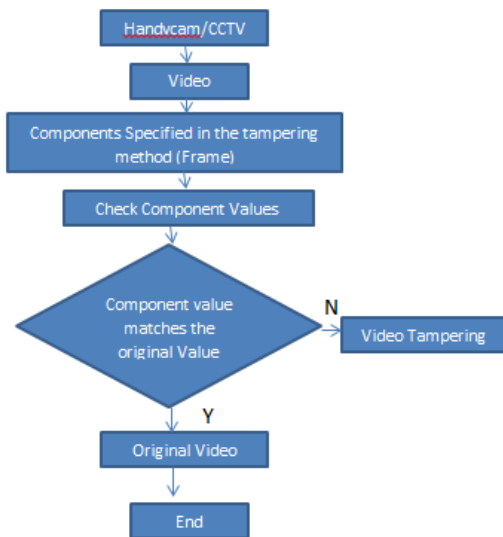 Handycam/CCTV
Video
Components Specified in the tampering
method (Frame)
Check Component Values
Component value
matches the
original Value
N
Video Tampering
Y
Original Video
End